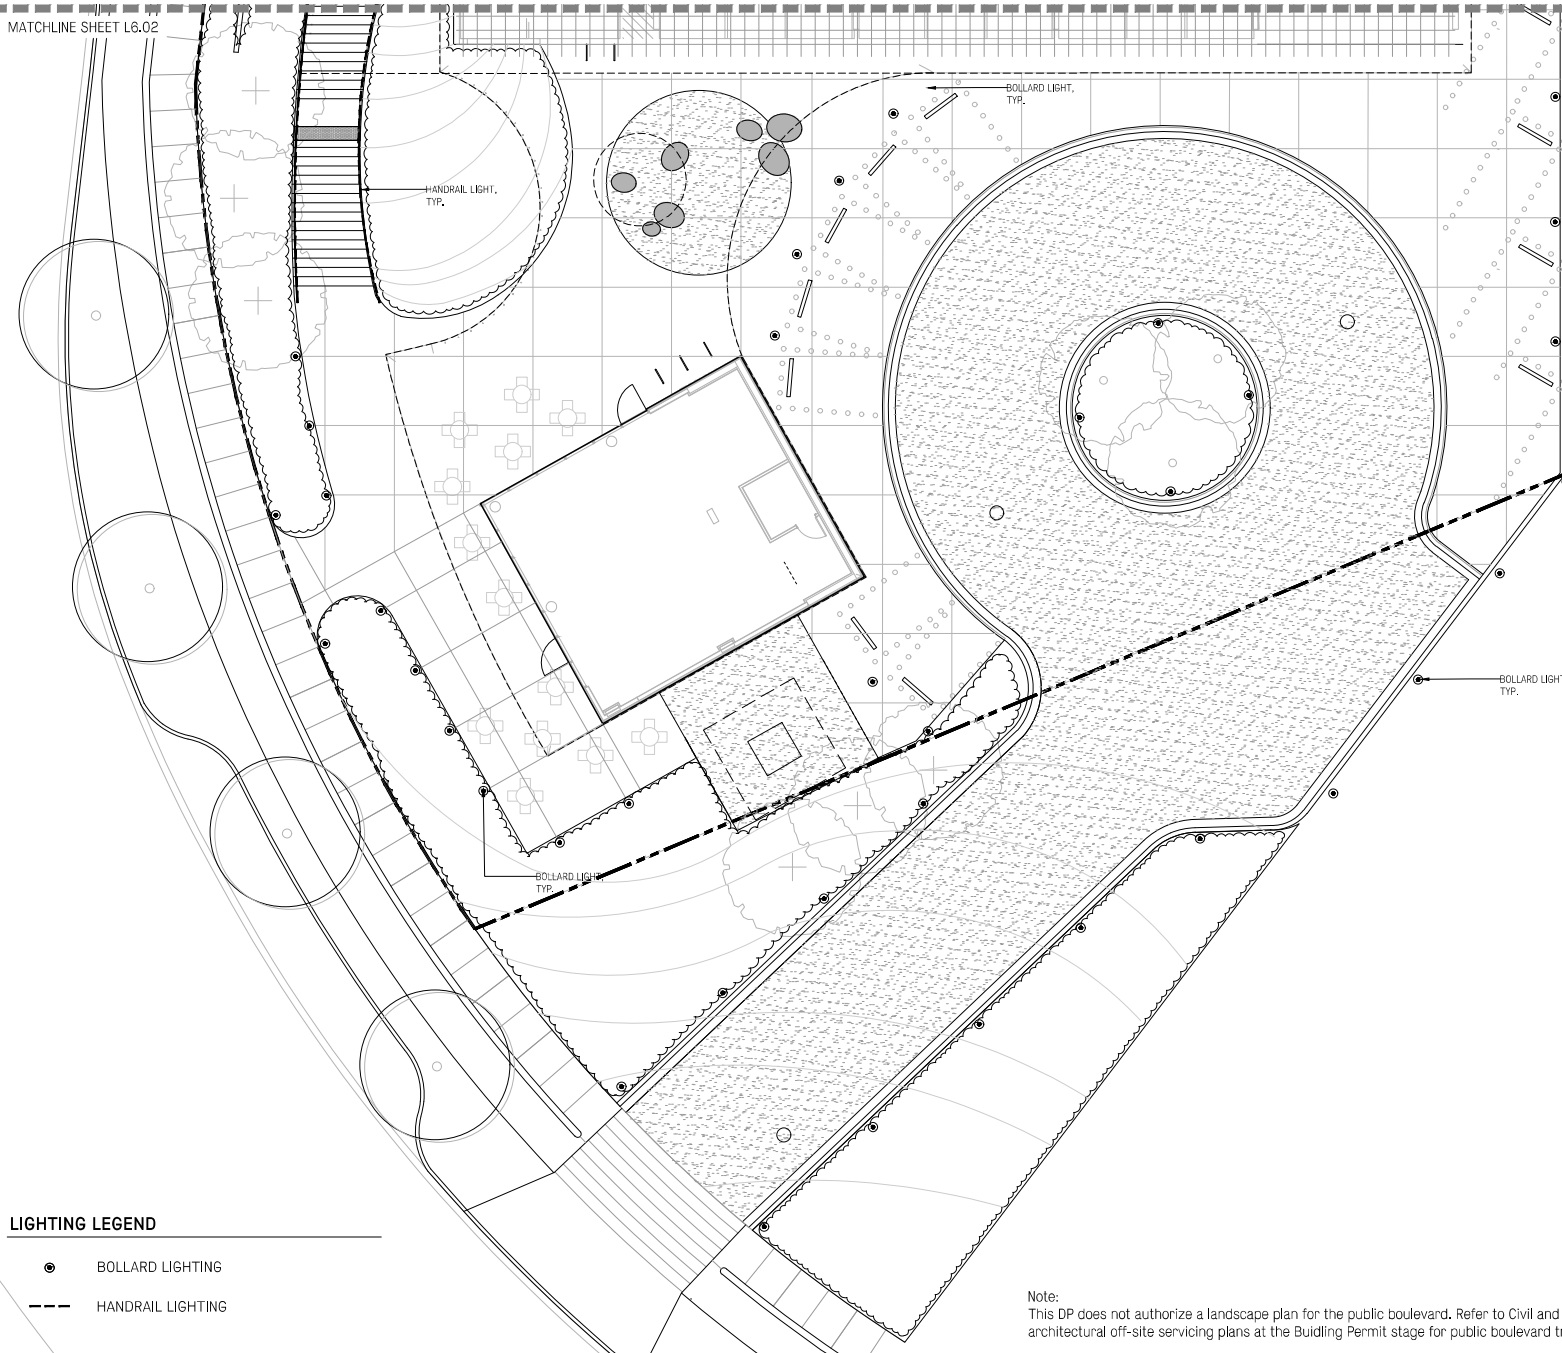 MATCHLINE SHEET L6.02
BOLLARD LIGHT,
TYP.
HANDRAIL LIGHT,
TYP.
BOLLARD LIGHT
TYP.
BOLLARD LIGHT,
TYP.
LIGHTING LEGEND
BOLLARD LIGHTING
HANDRAIL LIGHTING
Note:
This DP does not authorize a landscape plan for the public boulevard. Refer to Civil and
architectural off-site servicing plans at the Buidling Permit stage for public boulevard